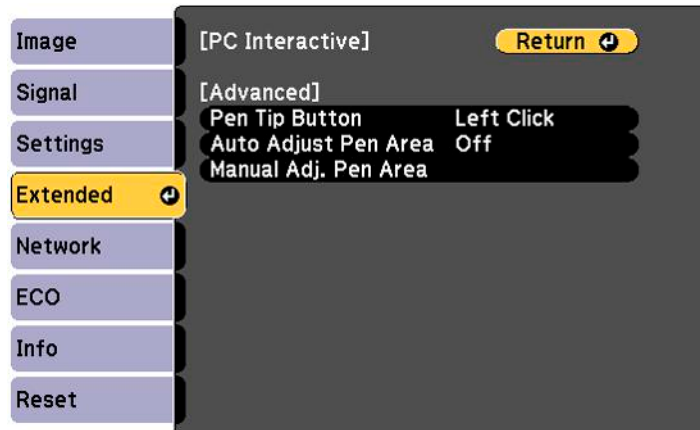 Image
Signal
Settings
Extended
Network
ECO
Info
Reset
[PC Interactive]
Return
[Advanced]
Pen Tip Button Left Click
Auto Adjust Pen Area Off
Manual Adj. Pen Area